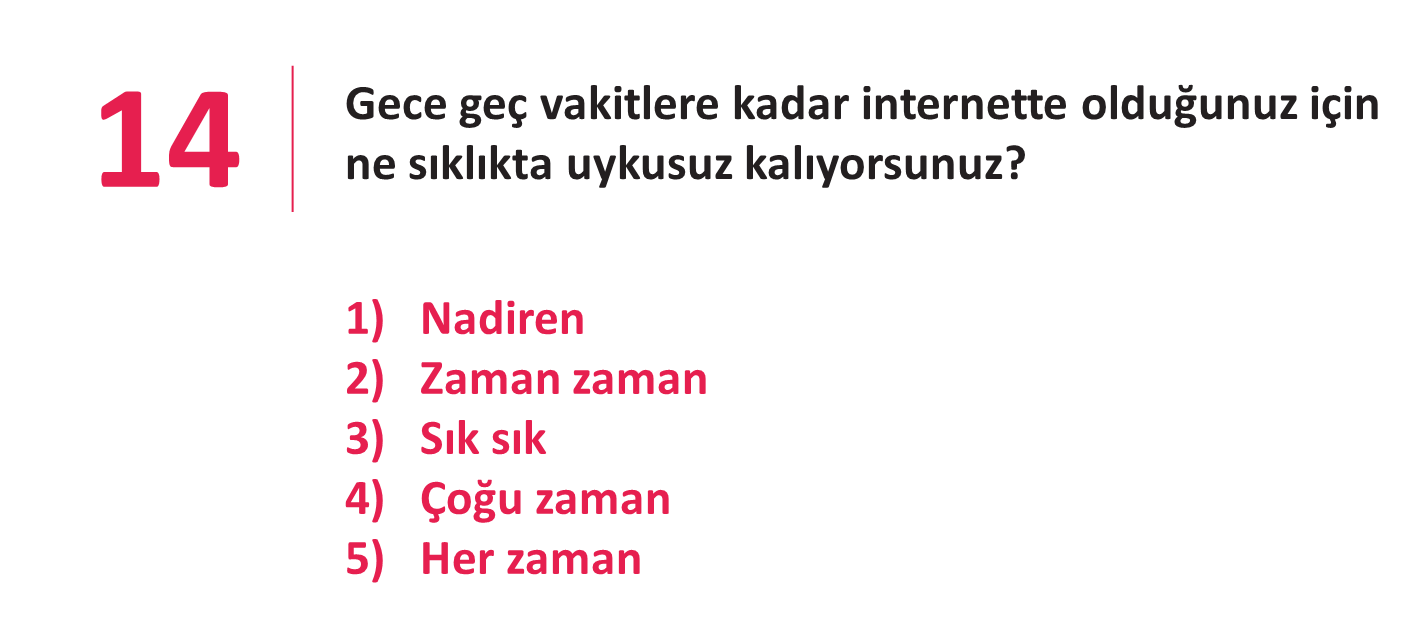 14
Gece geç vakitlere kadar internette olduğunuz için
ne sıklıkta uykusuz kalıyorsunuz?
1) Nadiren
2) Zaman zaman
3) Sık sık
4) Çoğu zaman
5) Her zaman